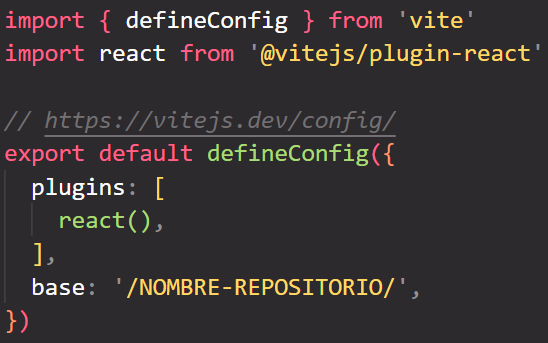 import { defineConfig } from 'vite'
import react from '@vitejs/plugin-react'
// https://vitejs.dev/config/
export default defineConfig({
  plugins: [
    react(),
  ],
  base: '/NOMBRE-REPOSITORIO/',
})